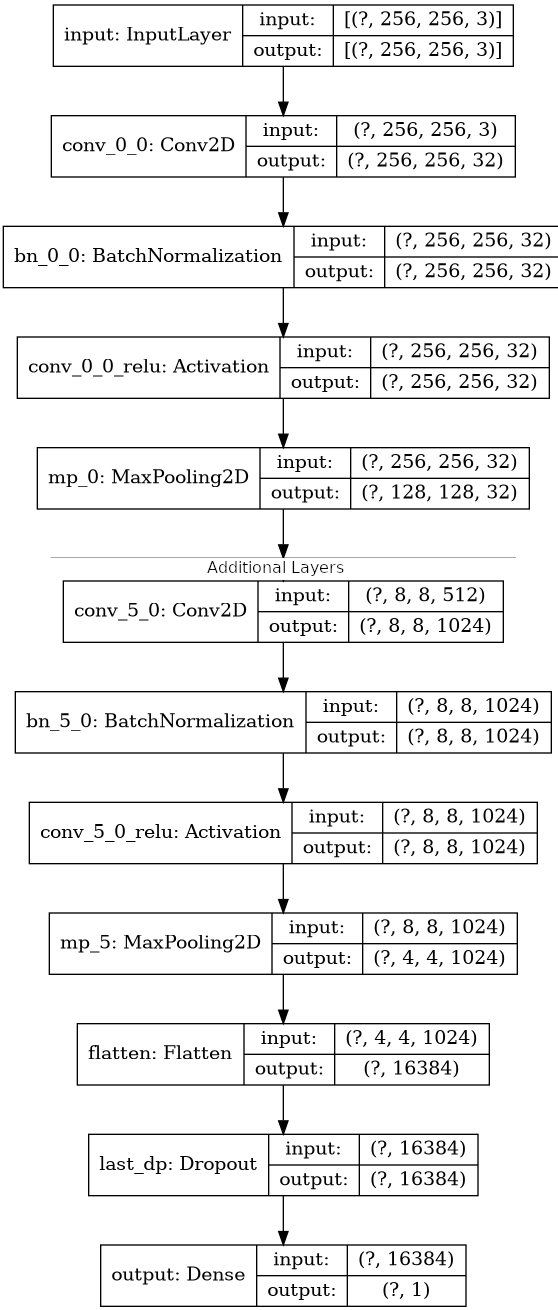 input: InputLayer
input:
[(?, 256, 256, 3)]
output:
[(?, 256, 256, 3)]
conv_0_0: Conv2D
input:
(?, 256, 256, 3)
output:
(?, 256, 256, 32)
bn_0_0: BatchNormalization
input:
(?, 256, 256, 32)
output:
(?, 256, 256, 32)
conv_0_0_relu: Activation
input:
(?, 256, 256, 32)
output:
(?, 256, 256, 32)
mp_0: MaxPooling2D
input:
(?, 256, 256, 32)
output:
(?, 128, 128, 32)
Additional Layers
conv_5_0: Conv2D
input:
(?, 8, 8, 512)
output:
(?, 8, 8, 1024)
bn_5_0: BatchNormalization
input:
(?, 8, 8, 1024)
output:
(?, 8, 8, 1024)
conv_5_0_relu: Activation
input:
(?, 8, 8, 1024)
output:
(?, 8, 8, 1024)
mp_5: MaxPooling2D
input:
(?, 8, 8, 1024)
output:
(?, 4, 4, 1024)
flatten: Flatten
input:
(?, 4, 4, 1024)
output:
(?, 16384)
last_dp: Dropout
input:
(?, 16384)
output:
(?, 16384)
output: Dense
input:
(?, 16384)
output:
(?, 1)